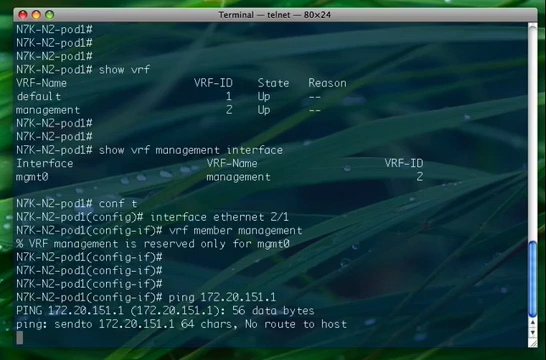 Terminal — telnet — 80×24
N7K-N2-pod1#
N7K-N2-pod1#
N7K-N2-pod1#
N7K-N2-pod1# show vrf
VRF-Name VRF-ID State Reason
default 1 Up --
management 2 Up --
N7K-N2-pod1#
N7K-N2-pod1#
N7K-N2-pod1# show vrf management interface
Interface VRF-Name VRF-ID
mgmt0 management 2
N7K-N2-pod1# conf t
N7K-N2-pod1(config)# interface ethernet 2/1
N7K-N2-pod1(config-if)# vrf member management
% VRF management is reserved only for mgmt0
N7K-N2-pod1(config-if)#
N7K-N2-pod1(config-if)#
N7K-N2-pod1(config-if)#
N7K-N2-pod1(config-if)# ping 172.20.151.1
PING 172.20.151.1 (172.20.151.1): 56 data bytes
ping: sendto 172.20.151.1 64 chars, No route to host